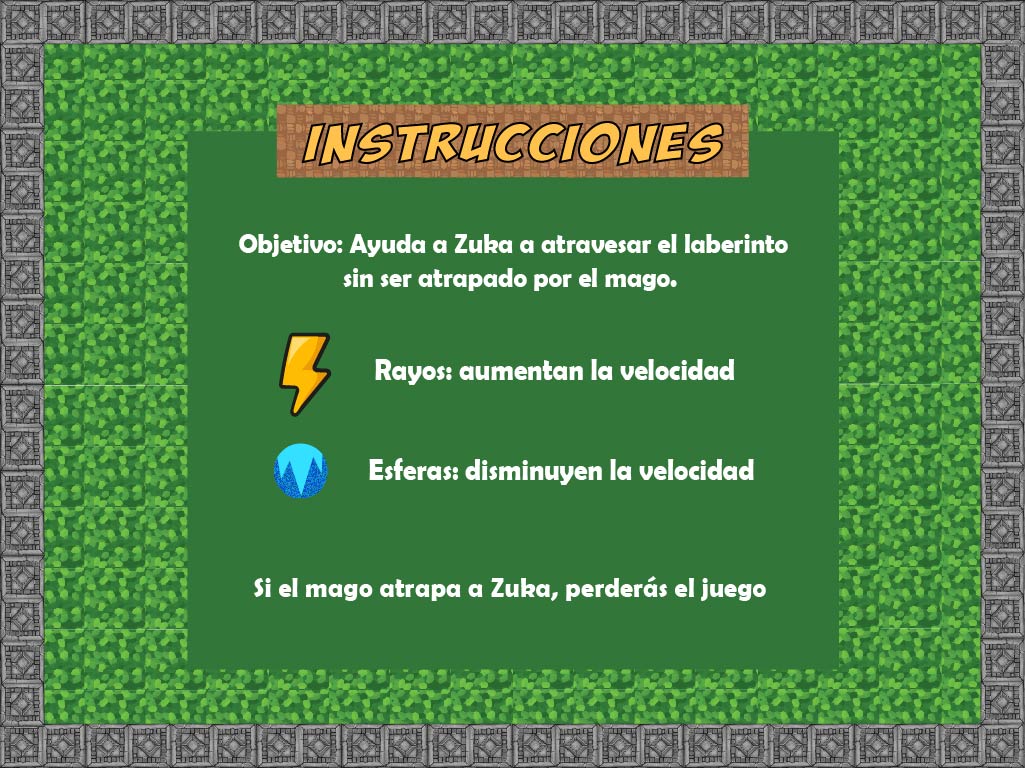 INSTRUCCIONES
Objetivo: Ayuda a Zuka a atravesar el laberinto
sin ser atrapado por el mago.
Rayos: aumentan la velocidad
Esferas: disminuyen la velocidad
Si el mago atrapa a Zuka, perderás el juego